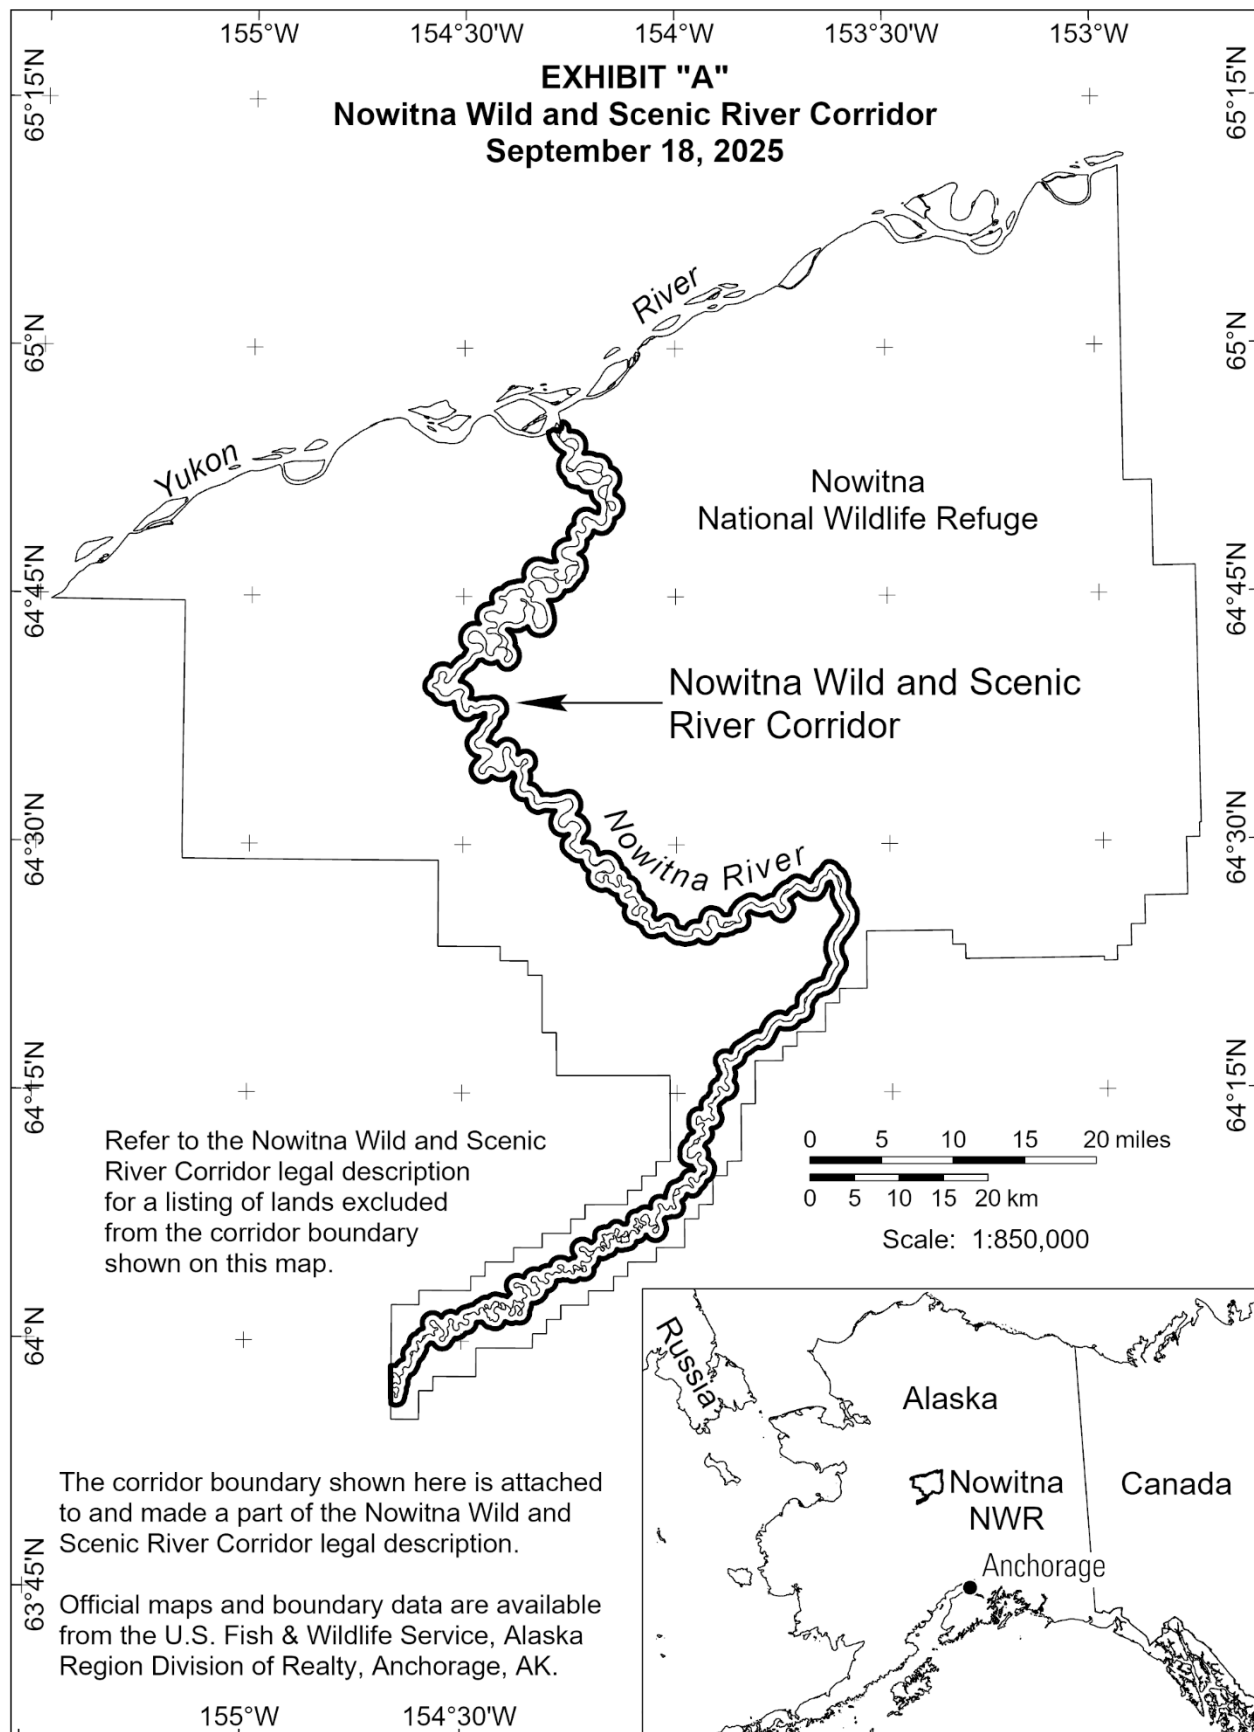 155°W 154°30'W 154°W 153°30'W 153°W
EXHIBIT "A"
Nowitna Wild and Scenic River Corridor
September 18, 2025
65°15'N
65°15'N
River
65°N
65°N
Yukon
Nowitna
National Wildlife Refuge
64°45'N
64°45'N
Nowitna Wild and Scenic
River Corridor
64°30'N
64°30'N
Nowitna River
64°15'N
64°15'N
Refer to the Nowitna Wild and Scenic
River Corridor legal description
for a listing of lands excluded
from the corridor boundary
shown on this map.
0 5 10 15 20 miles
0 5 10 15 20 km
Scale: 1:850,000
64°N
Russia
Alaska
Canada
Nowitna
NWR
Anchorage
The corridor boundary shown here is attached
to and made a part of the Nowitna Wild and
Scenic River Corridor legal description.
63°45'N
Official maps and boundary data are available
from the U.S. Fish & Wildlife Service, Alaska
Region Division of Realty, Anchorage, AK.
155°W 154°30'W